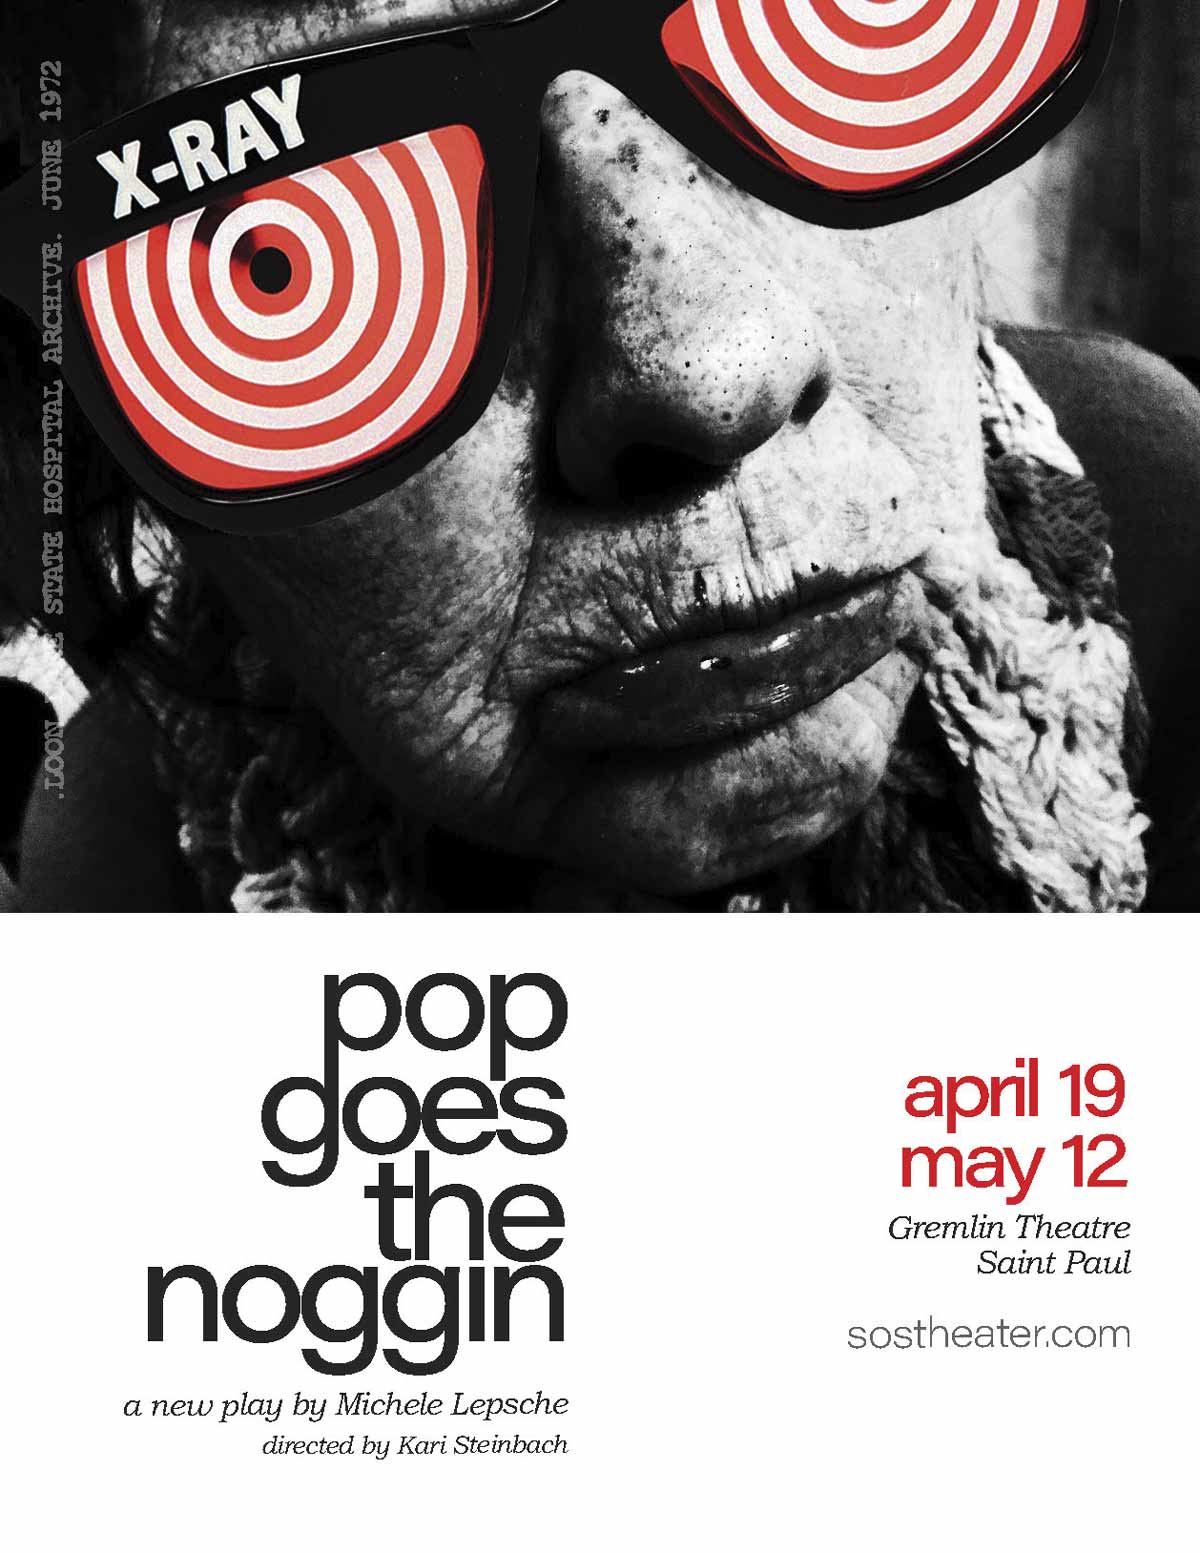 X-RAY
STATE HOSPITAL ARCHIVE. JUNE 1972
pop
goes
the
noggin
a new play by Michele Lepsche
directed by Kari Steinbach
april 19
may 12
Gremlin Theatre
Saint Paul
sostheater.com